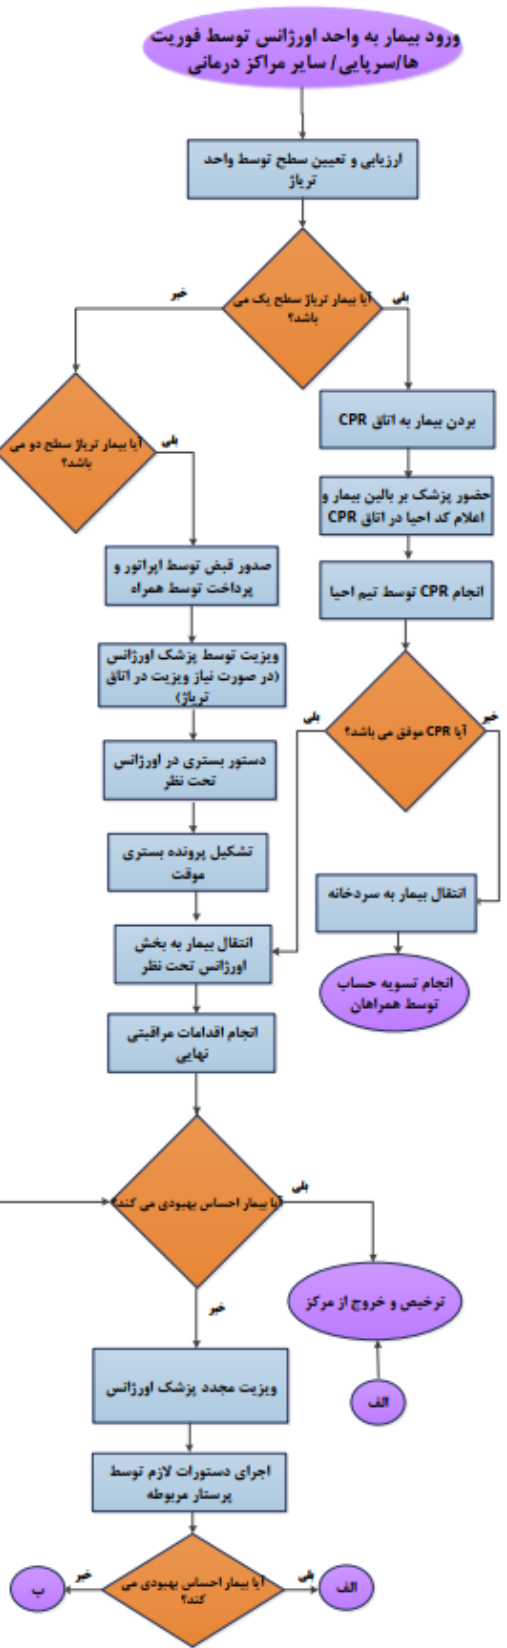 ورود بیمار به واحد اورژانس توسط فوریت
ها/سرپایی/ سایر مراکز درمانی
ارزیابی و تعیین سطح توسط واحد
تریاژ
آیا بیمار تریاژ سطح یک می
باشد؟
بلی
خیر
بردن بیمار به اتاق CPR
حضور پزشک بر بالین بیمار و
اعلام کد احیا در اتاق CPR
انجام CPR توسط تیم احیا
آیا CPR موفق می باشد؟
خیر
بلی
انتقال بیمار به سردخانه
انجام تسویه حساب
توسط همراهان
آیا بیمار تریاژ سطح دو می
باشد؟
بلی
صدور قبض توسط اپراتور و
پرداخت توسط همراه
ویزیت توسط پزشک اورژانس
(در صورت نیاز ویزیت در اتاق
تریاژ)
دستور بستری در اورژانس
تحت نظر
تشکیل پرونده بستری
موقت
انتقال بیمار به بخش
اورژانس تحت نظر
انجام اقدامات مراقبتی
نهایی
آیا بیمار احساس بهبودی می کند؟
بلی
ترخیص و خروج از مرکز
الف
خیر
ویزیت مجدد پزشک اورژانس
اجرای دستورات لازم توسط
پرستار مربوطه
آیا بیمار احساس بهبودی می
کند؟
بلی
الف
خیر
ب